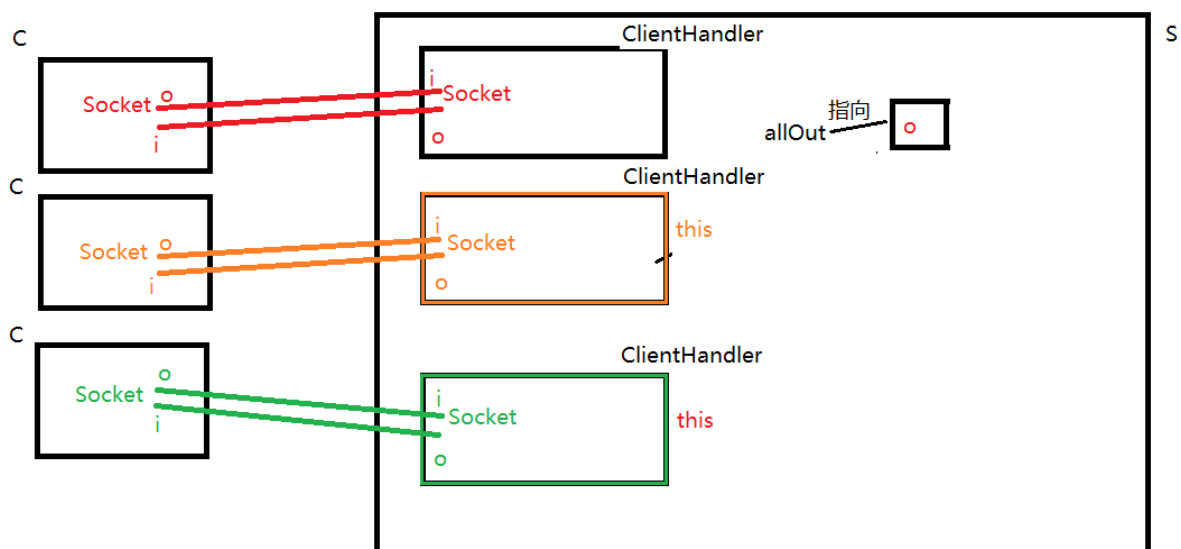 C
ClientHandler
S
Socket
o
i
i
Socket
o
allOut
指向
o
C
ClientHandler
Socket
o
i
i
Socket
o
this
C
ClientHandler
Socket
o
i
i
Socket
o
this